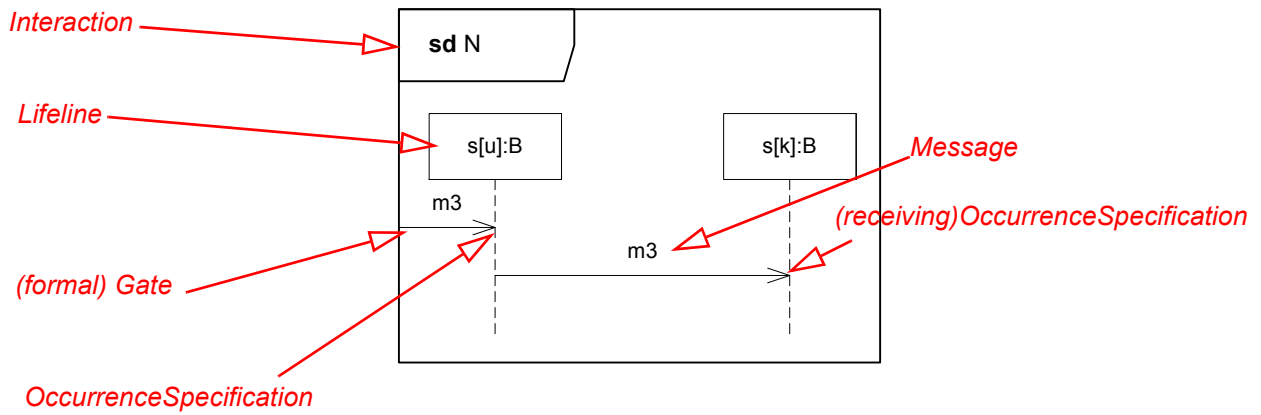 Interaction
sd N
Lifeline
s[u]:B
s[k]:B
Message
m3
(receiving)OccurrenceSpecification
m3
(formal) Gate
OccurrenceSpecification